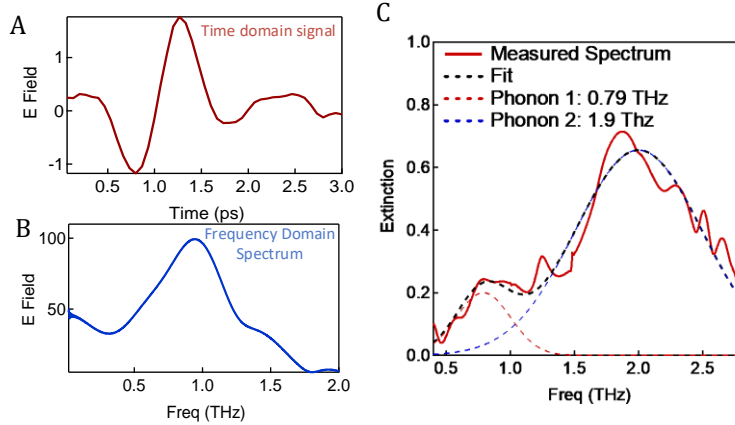 A
Time domain signal
E Field
1
0
-1
0.5
1.0
1.5
2.0
2.5
3.0
Time (ps)
B
Frequency Domain
Spectrum
E Field
100
50
0.5
1.0
1.5
2.0
Freq (THz)
C
Measured Spectrum
Fit
Phonon 1: 0.79 THz
Phonon 2: 1.9 Thz
Extinction
1.0
0.8
0.6
0.4
0.2
0.0
0.5
1.0
1.5
2.0
2.5
Freq (THz)